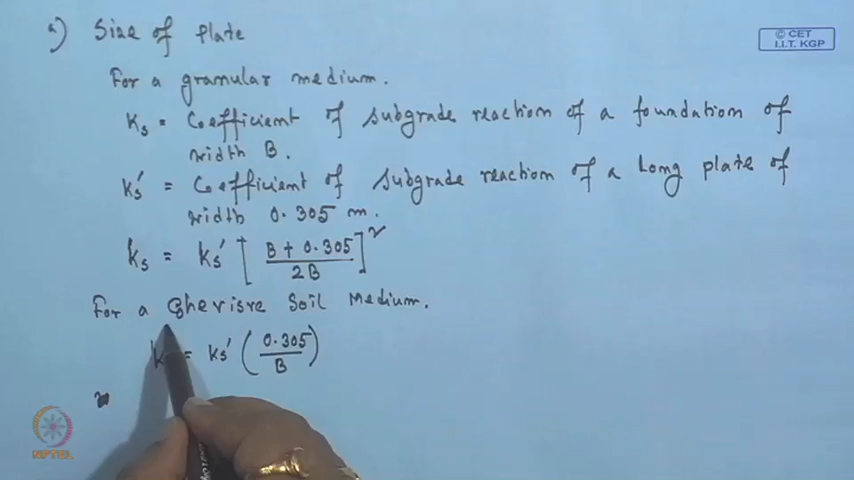 a) Size of Plate
© CET
I.I.T. KGP
For a granular medium.
ks = Coefficient of subgrade reaction of a foundation of
width B.
ks' = Coefficient of subgrade reaction of a Long plate of
width 0.305 m.
ks = ks' [ (B + 0.305) / 2B ]²
For a Cohesive Soil Medium.
k = ks' ( 0.305 / B )
NPTEL